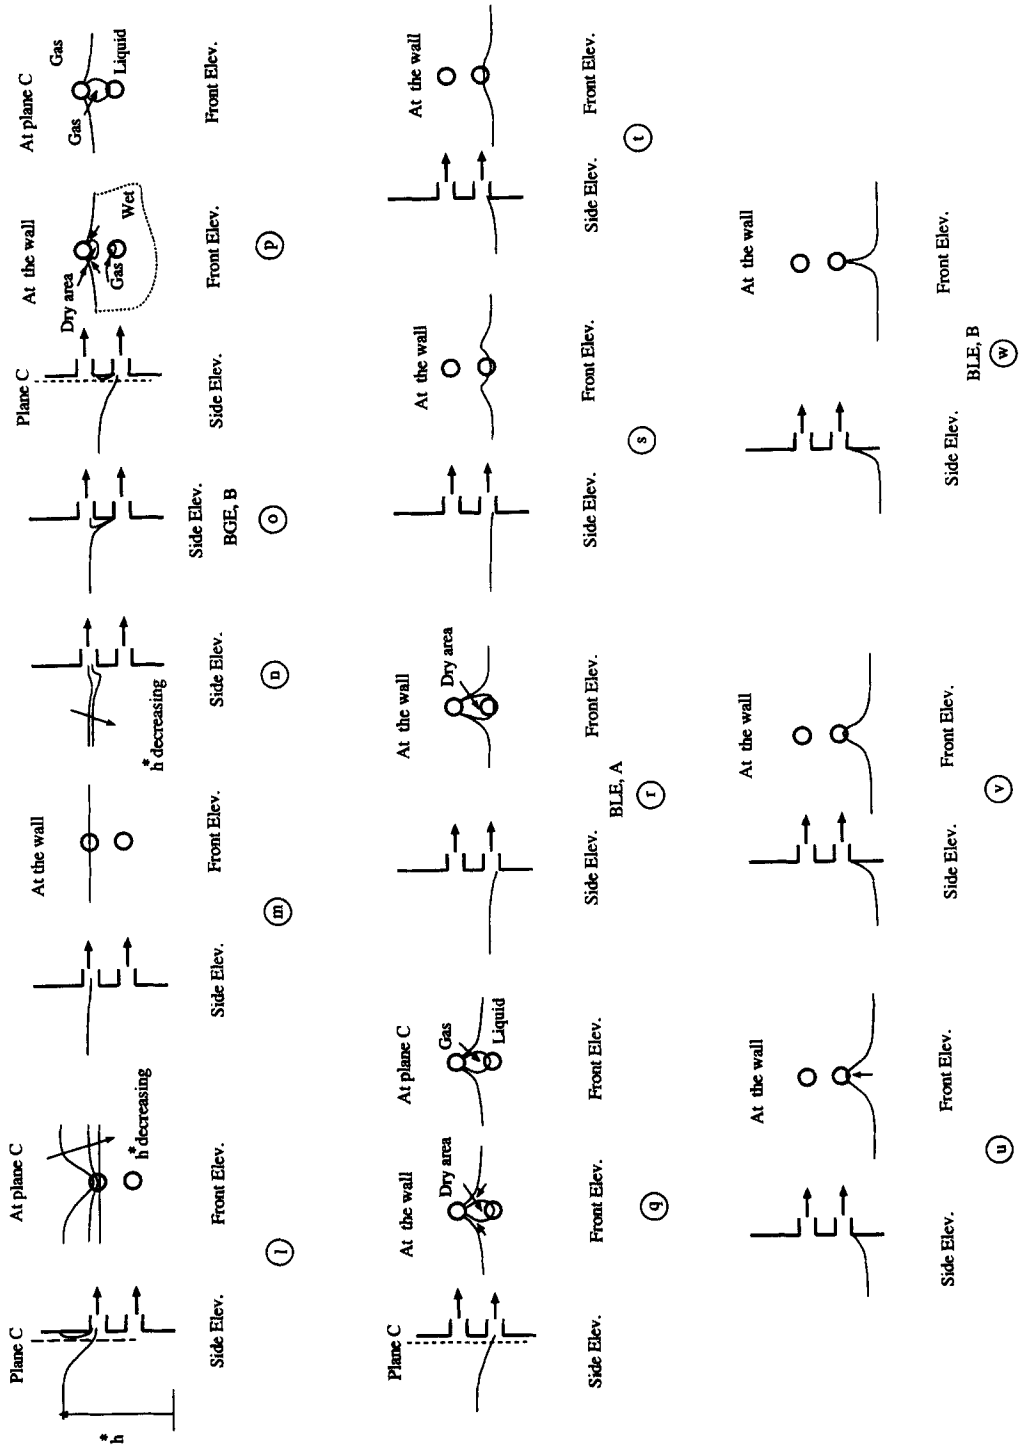 Plane C
At plane C
h*
h* decreasing
Side Elev.
Front Elev.
l
At the wall
Side Elev.
Front Elev.
m
h* decreasing
Side Elev.
n
Side Elev.
BGE, B
o
Plane C
At the wall
At plane C
Dry area
Gas
Wet
Gas
Gas
Liquid
Side Elev.
Front Elev.
Front Elev.
p
Plane C
At the wall
At plane C
Dry area
Gas
Liquid
Side Elev.
Front Elev.
Front Elev.
q
At the wall
Dry area
Side Elev.
Front Elev.
BLE, A
r
At the wall
Side Elev.
Front Elev.
s
At the wall
Side Elev.
Front Elev.
t
At the wall
Side Elev.
Front Elev.
u
At the wall
Side Elev.
Front Elev.
v
At the wall
Side Elev.
Front Elev.
BLE, B
w